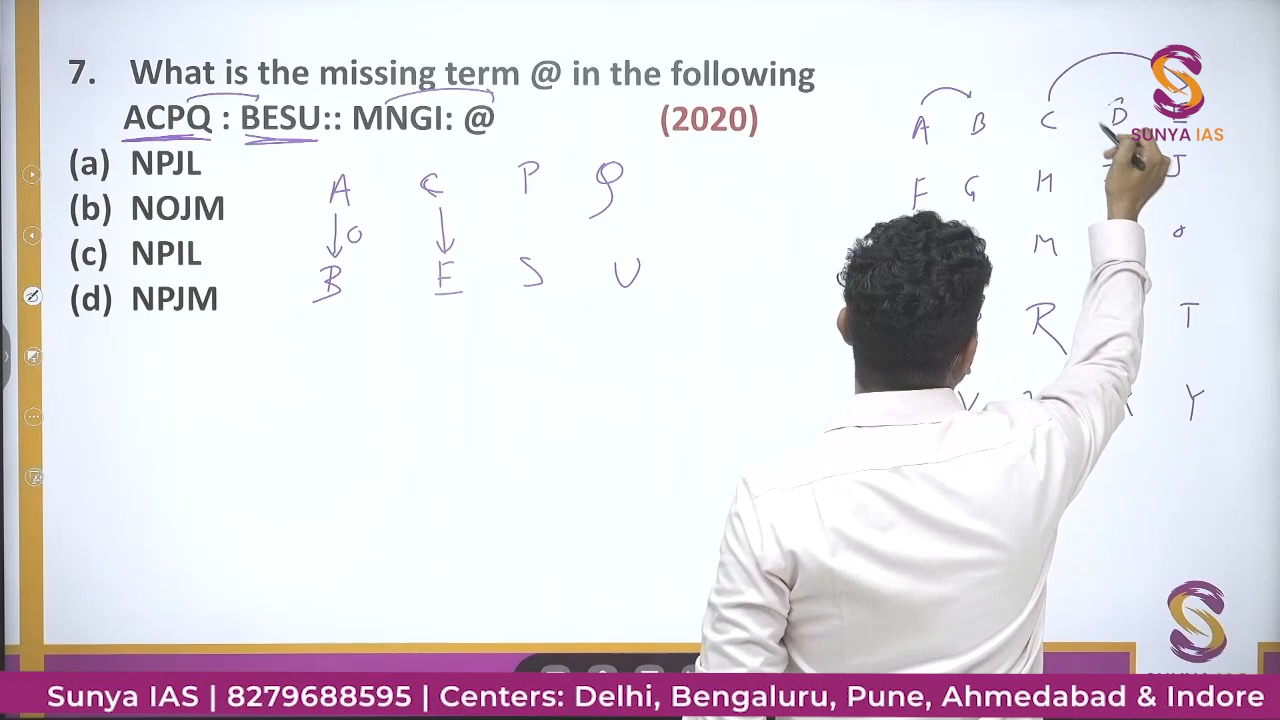 7. What is the missing term @ in the following
ACPQ : BESU:: MNGI: @ (2020)
(a) NPJL
(b) NOJM
(c) NPIL
(d) NPJM
A C P Q
0
B E S U
A B C D E
F G H J
M O
R T
V Y
SUNYA IAS
Sunya IAS | 8279688595 | Centers: Delhi, Bengaluru, Pune, Ahmedabad & Indore